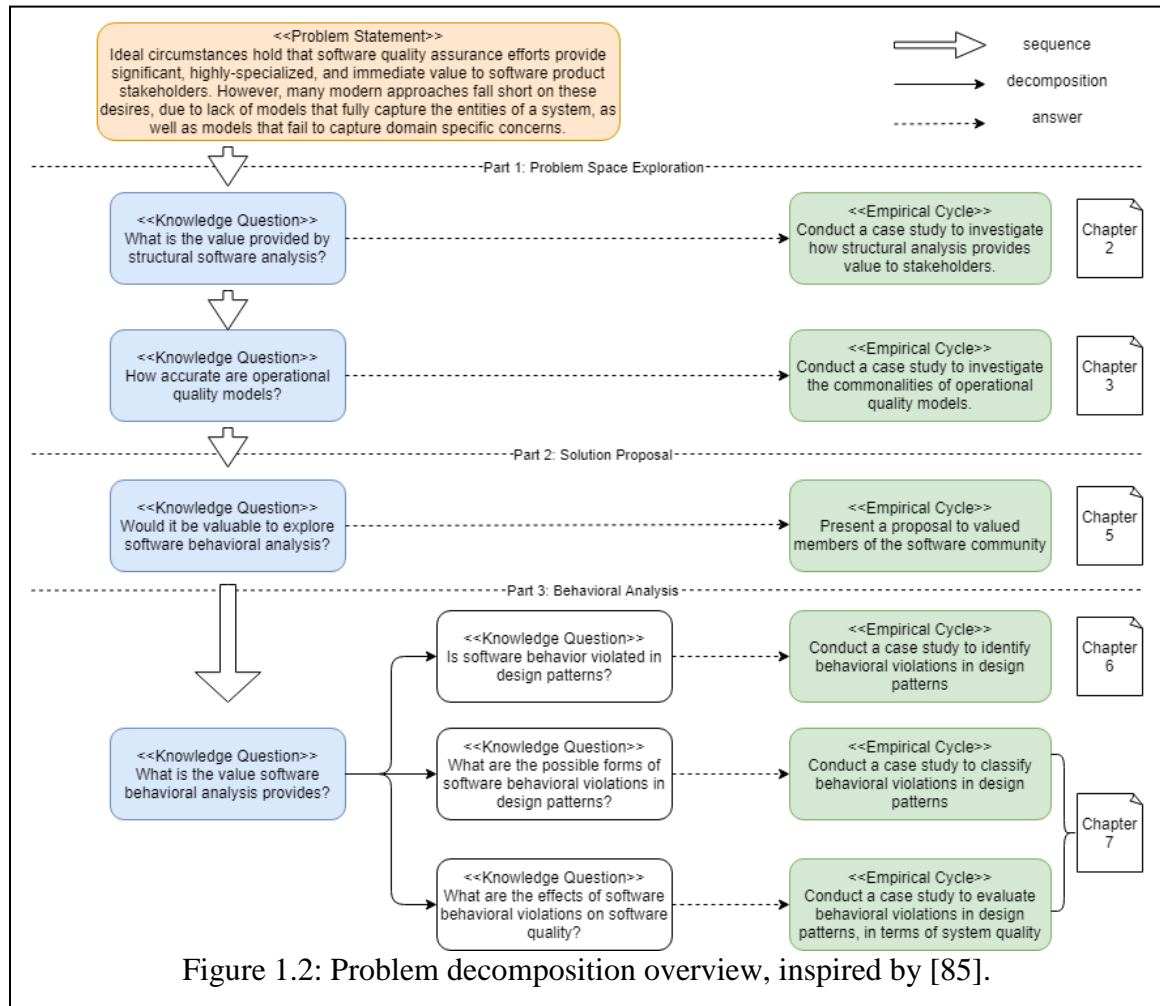 <<Problem Statement>>
Ideal circumstances hold that software quality assurance efforts provide
significant, highly-specialized, and immediate value to software product
stakeholders. However, many modern approaches fall short on these
desires, due to lack of models that fully capture the entities of a system, as
well as models that fail to capture domain specific concerns.
sequence
decomposition
answer
Part 1: Problem Space Exploration
<<Knowledge Question>>
What is the value provided by
structural software analysis?
<<Empirical Cycle>>
Conduct a case study to investigate
how structural analysis provides
value to stakeholders.
Chapter
2
<<Knowledge Question>>
How accurate are operational
quality models?
<<Empirical Cycle>>
Conduct a case study to investigate
the commonalities of operational
quality models.
Chapter
3
Part 2: Solution Proposal
<<Knowledge Question>>
Would it be valuable to explore
software behavioral analysis?
<<Empirical Cycle>>
Present a proposal to valued
members of the software community
Chapter
5
Part 3: Behavioral Analysis
<<Knowledge Question>>
Is software behavior violated in
design patterns?
<<Empirical Cycle>>
Conduct a case study to identify
behavioral violations in design
patterns
Chapter
6
<<Knowledge Question>>
What is the value software
behavioral analysis provides?
<<Knowledge Question>>
What are the possible forms of
software behavioral violations in
design patterns?
<<Empirical Cycle>>
Conduct a case study to classify
behavioral violations in design
patterns
Chapter
7
<<Knowledge Question>>
What are the effects of software
behavioral violations on software
quality?
<<Empirical Cycle>>
Conduct a case study to evaluate
behavioral violations in design
patterns, in terms of system quality
Figure 1.2: Problem decomposition overview, inspired by [85].